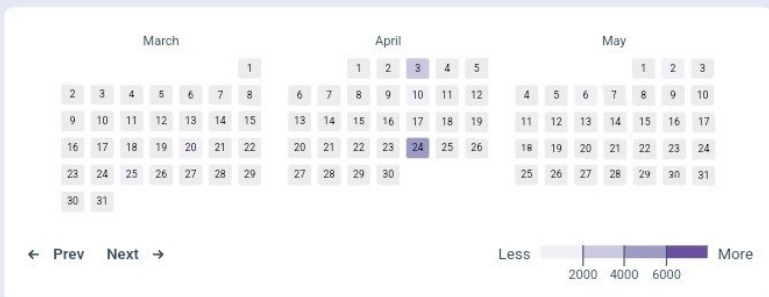 March April May
1 1 2 3 4 5 1 2 3
2 3 4 5 6 7 8 6 7 8 9 10 11 12 4 5 6 7 8 9 10
9 10 11 12 13 14 15 13 14 15 16 17 18 19 11 12 13 14 15 16 17
16 17 18 19 20 21 22 20 21 22 23 24 25 26 18 19 20 21 22 23 24
23 24 25 26 27 28 29 27 28 29 30 25 26 27 28 29 30 31
30 31
← Prev Next → Less More
2000 4000 6000